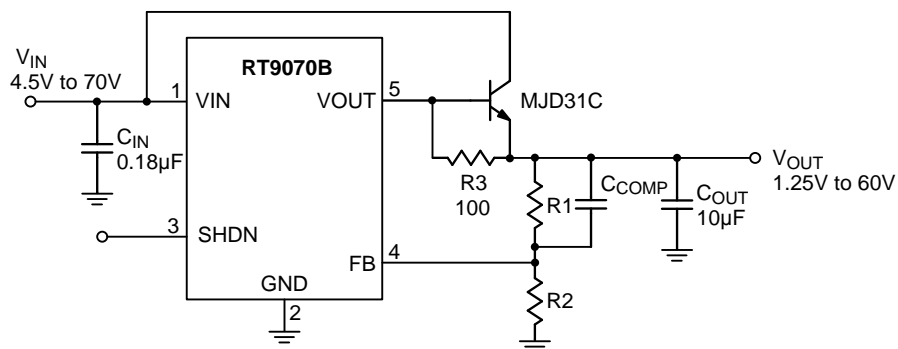 VIN
4.5V to 70V
RT9070B
1
VIN
VOUT
5
MJD31C
CIN
0.18µF
R3
100
R1
CCOMP
COUT
10µF
VOUT
1.25V to 60V
3
SHDN
FB
4
GND
2
R2